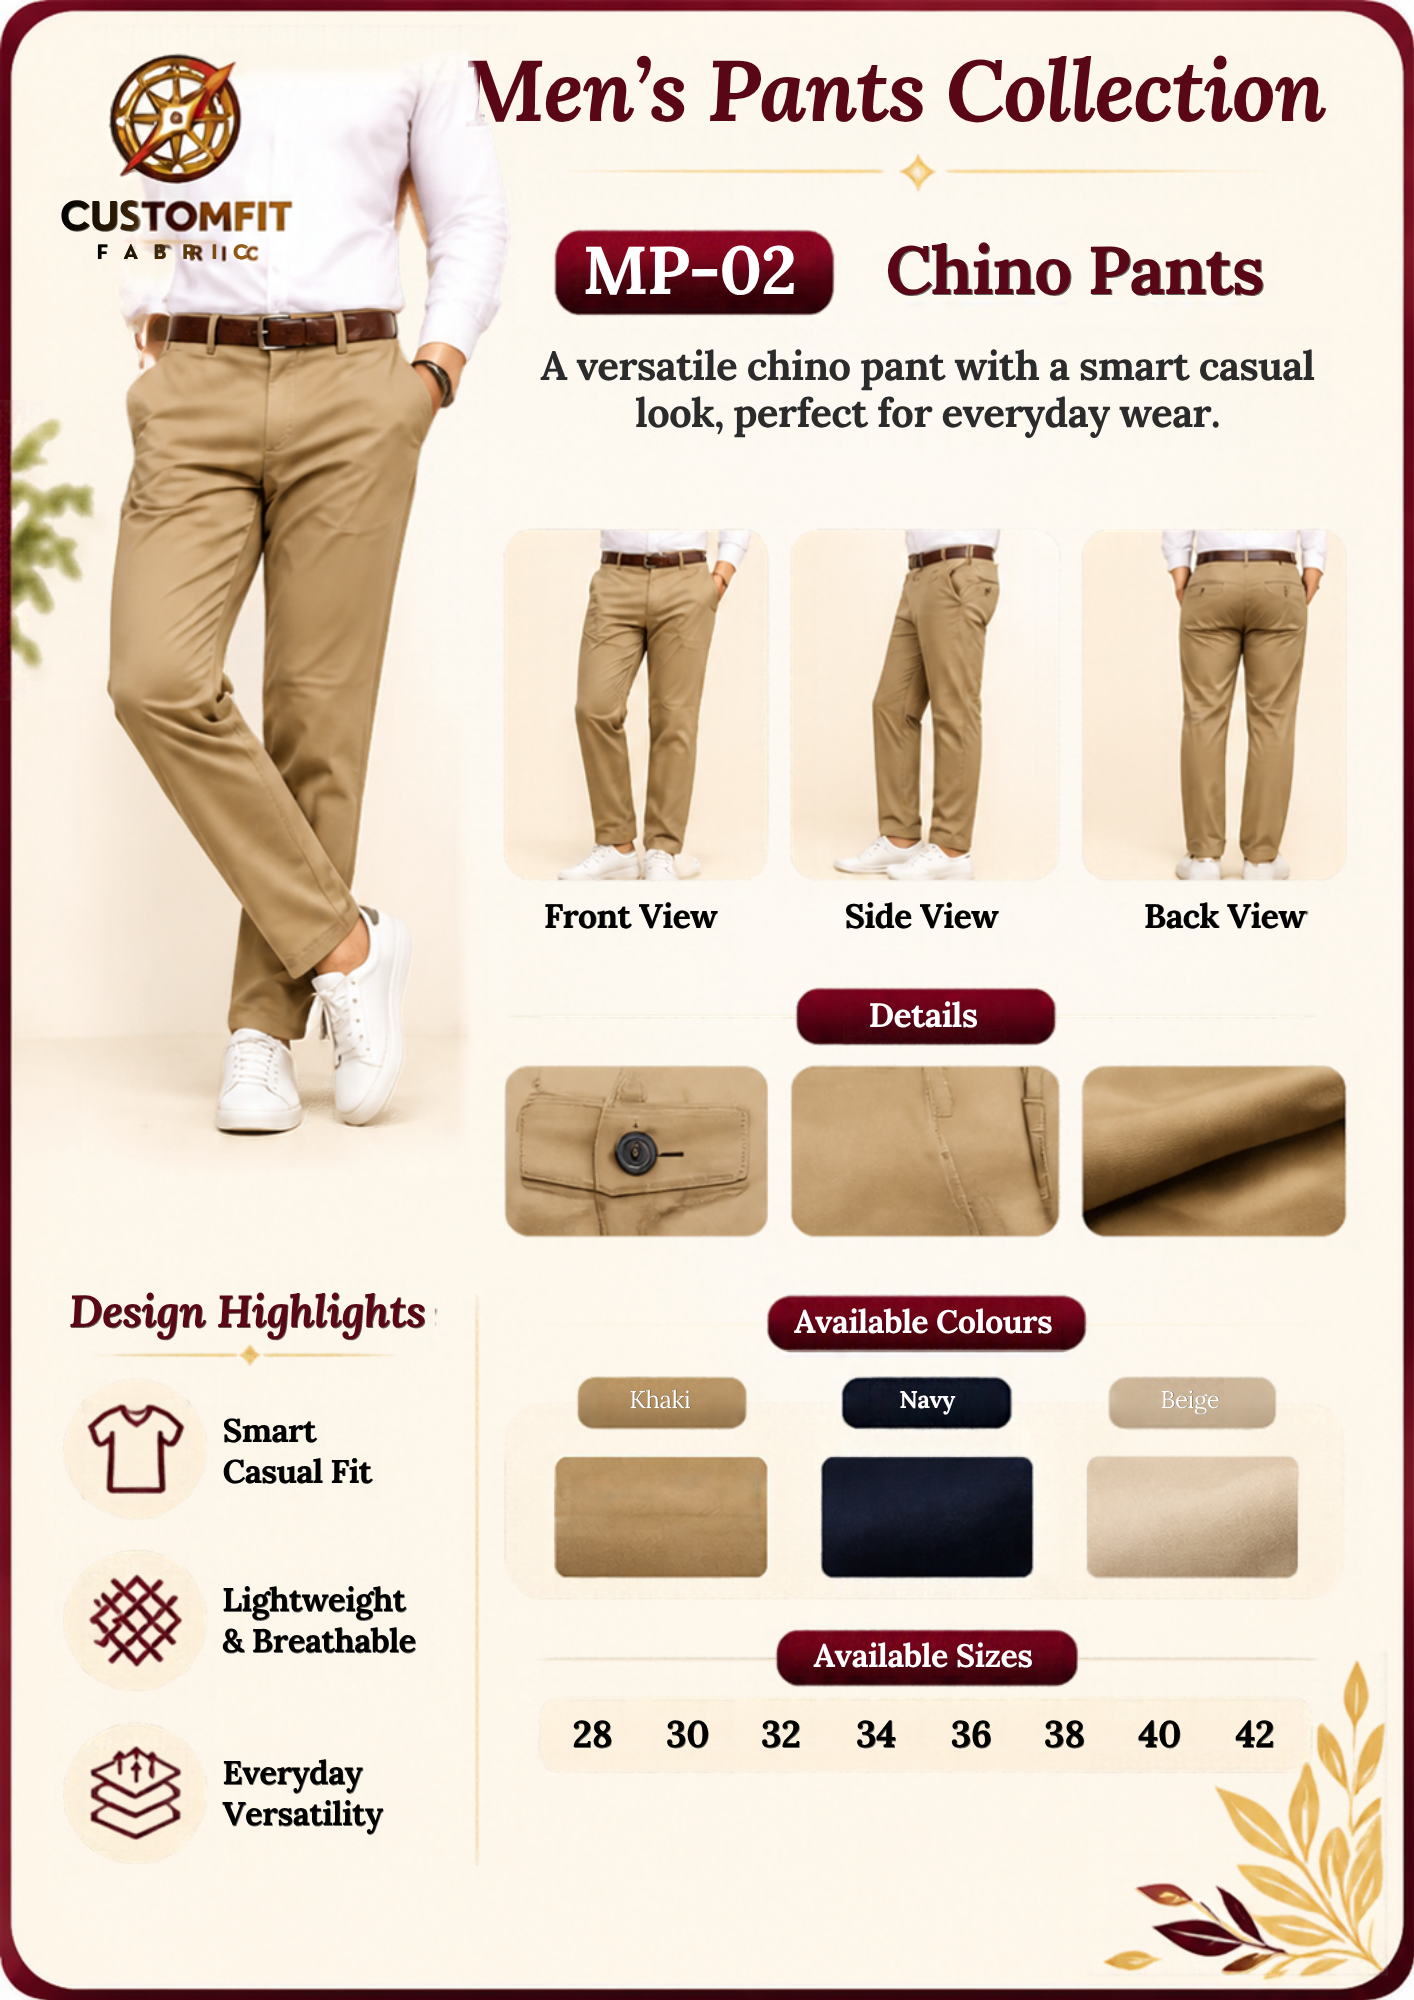 Men's Pants Collection
CUSTOMFIT
FABRIC
MP-02
Chino Pants
A versatile chino pant with a smart casual
look, perfect for everyday wear.
Front View
Side View
Back View
Details
Design Highlights
Smart
Casual Fit
Lightweight
& Breathable
Everyday
Versatility
Available Colours
Khaki
Navy
Beige
Available Sizes
28 30 32 34 36 38 40 42